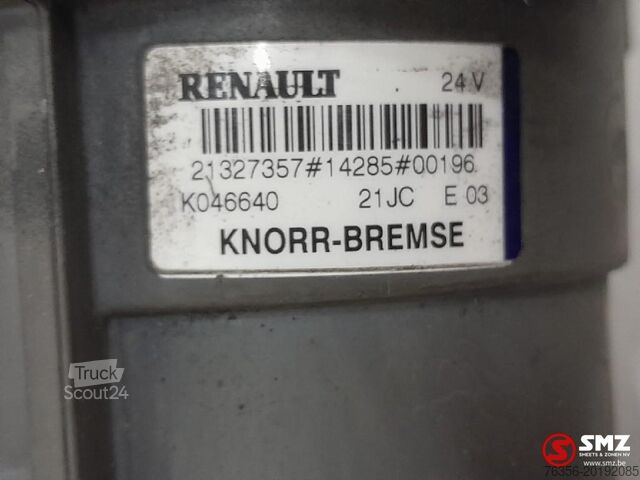 RENAULT 24 V
21327357#14285#00196
K046640 21JC E 03
KNORR-BREMSE
Truck
Scout24
SMZ
SHEETS & ZONEN NV
www.smz.be
76356-20192085